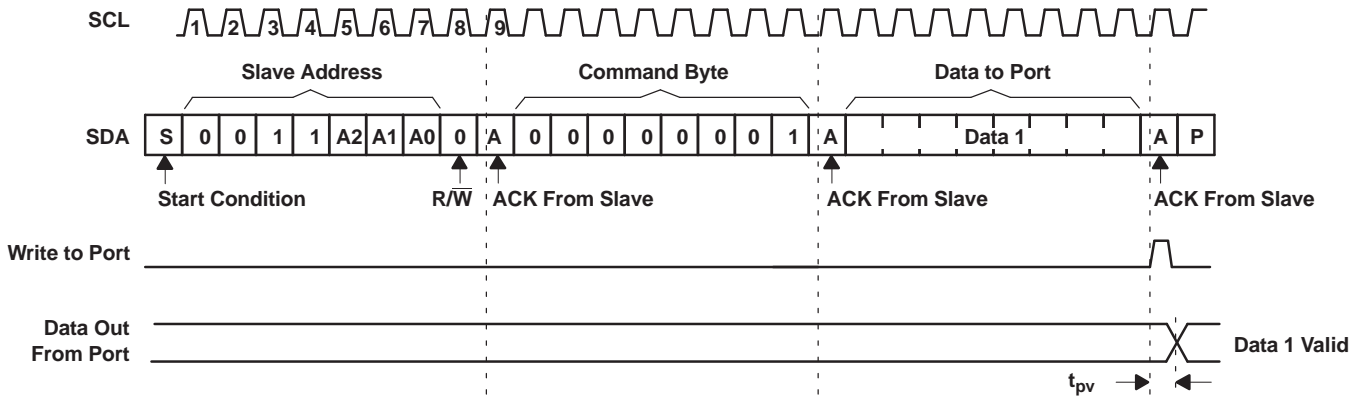 SCL 1 2 3 4 5 6 7 8 9
Slave Address Command Byte Data to Port
SDA S 0 0 1 1 A2 A1 A0 0 A 0 0 0 0 0 0 0 1 A Data 1 A P
Start Condition R/W̅ ACK From Slave ACK From Slave ACK From Slave
Write to Port
Data Out
From Port
Data 1 Valid
tpv